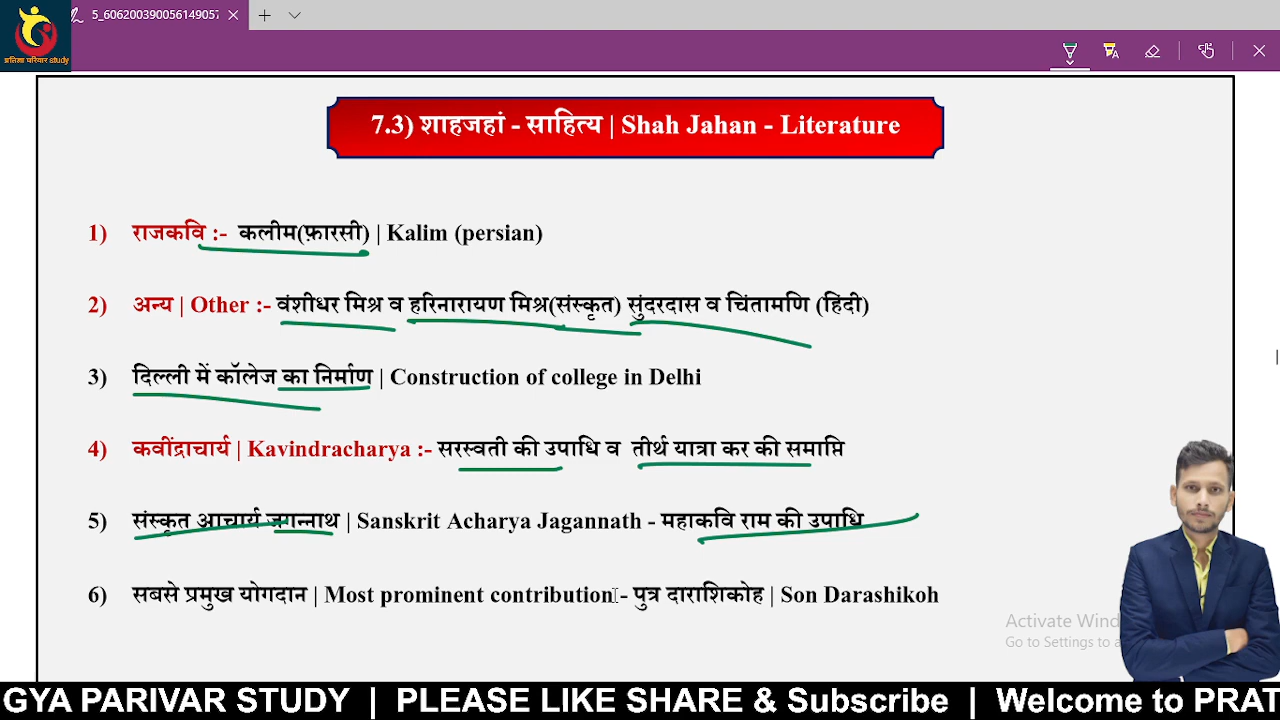 5_606200390056149057
प्रतिज्ञा परिवार study
7.3) शाहजहां - साहित्य | Shah Jahan - Literature
1) राजकवि :- कलीम(फ़ारसी) | Kalim (persian)
2) अन्य | Other :- वंशीधर मिश्र व हरिनारायण मिश्र(संस्कृत) सुंदरदास व चिंतामणि (हिंदी)
3) दिल्ली में कॉलेज का निर्माण | Construction of college in Delhi
4) कवींद्राचार्य | Kavindracharya :- सरस्वती की उपाधि व तीर्थ यात्रा कर की समाप्ति
5) संस्कृत आचार्य जगन्नाथ | Sanskrit Acharya Jagannath - महाकवि राम की उपाधि
6) सबसे प्रमुख योगदान | Most prominent contribution - पुत्र दाराशिकोह | Son Darashikoh
Activate Wind
Go to Settings to a
GYA PARIVAR STUDY | PLEASE LIKE SHARE & Subscribe | Welcome to PRAT